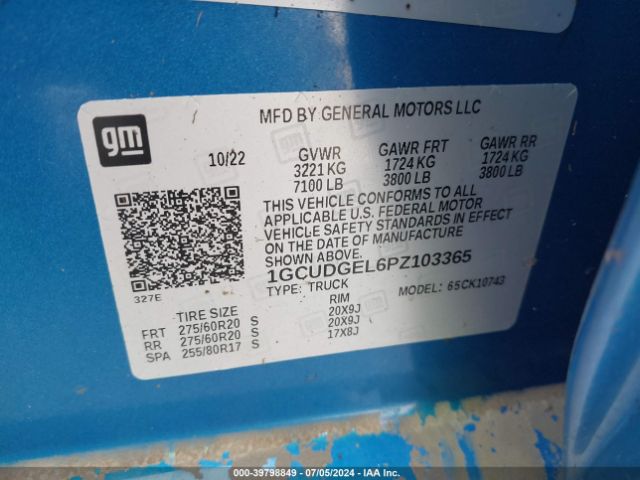 gm
MFD BY GENERAL MOTORS LLC
10/22
GVWR GAWR FRT GAWR RR
3221 KG 1724 KG 1724 KG
7100 LB 3800 LB 3800 LB
THIS VEHICLE CONFORMS TO ALL
APPLICABLE U.S. FEDERAL MOTOR
VEHICLE SAFETY STANDARDS IN EFFECT
ON THE DATE OF MANUFACTURE
SHOWN ABOVE.
1GCUDGEL6PZ103365
TYPE: TRUCK MODEL: 65CK10743
327E
TIRE SIZE RIM
FRT 275/60R20 S 20X9J
RR 275/60R20 S 20X9J
SPA 255/80R17 S 17X8J
000-39798849 - 07/05/2024 - IAA Inc.